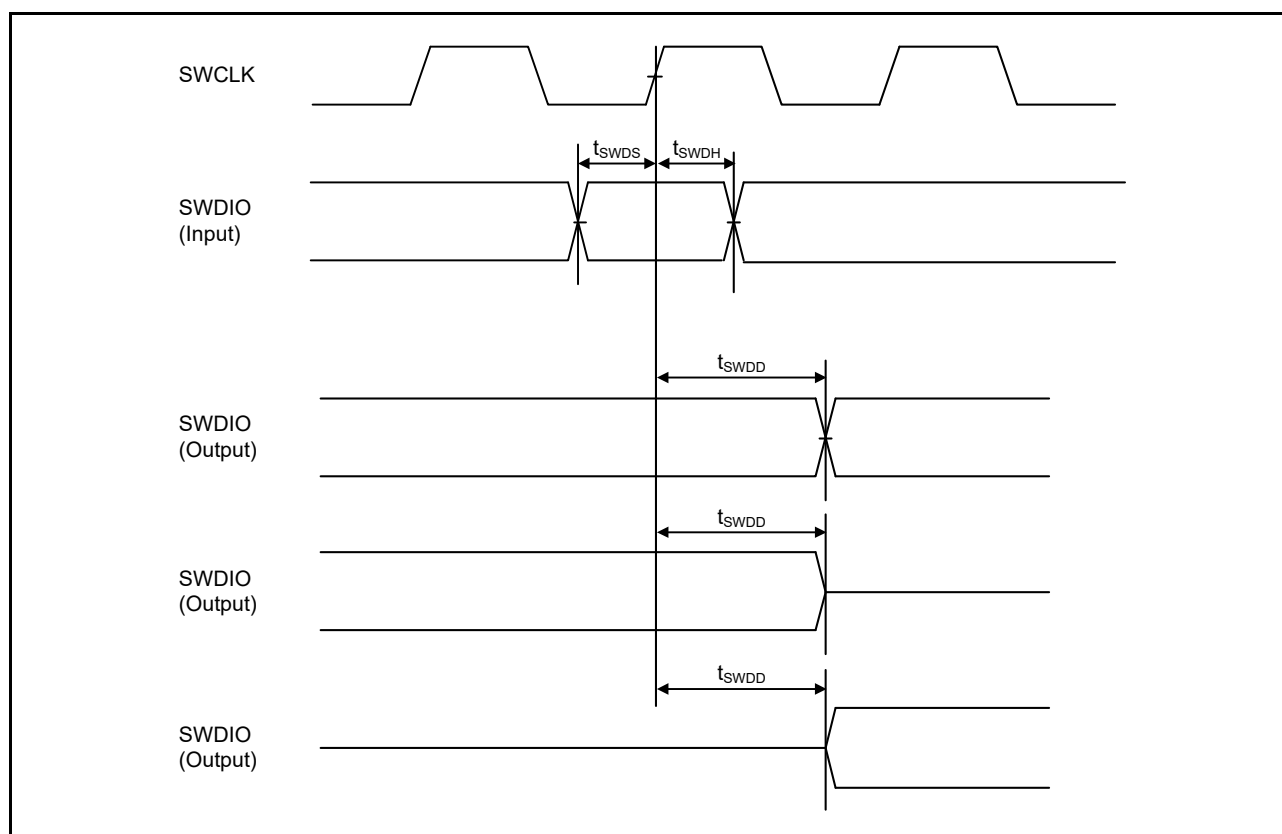 SWCLK
tSWDS
tSWDH
SWDIO
(Input)
tSWDD
SWDIO
(Output)
tSWDD
SWDIO
(Output)
tSWDD
SWDIO
(Output)